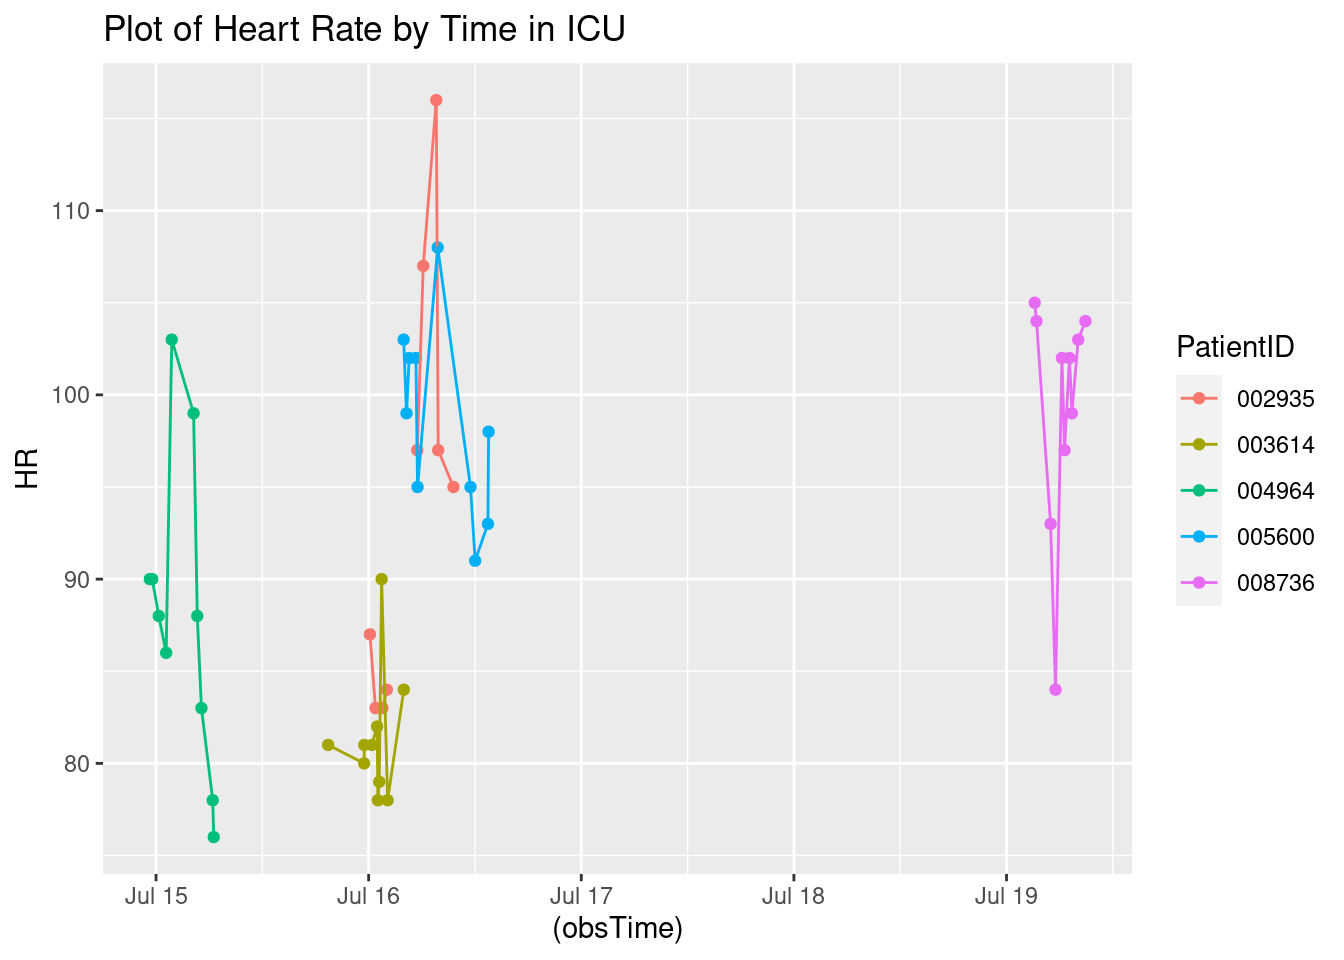 Plot of Heart Rate by Time in ICU
110
100
90
80
HR
Jul 15 Jul 16 Jul 17 Jul 18 Jul 19
(obsTime)
PatientID
002935
003614
004964
005600
008736